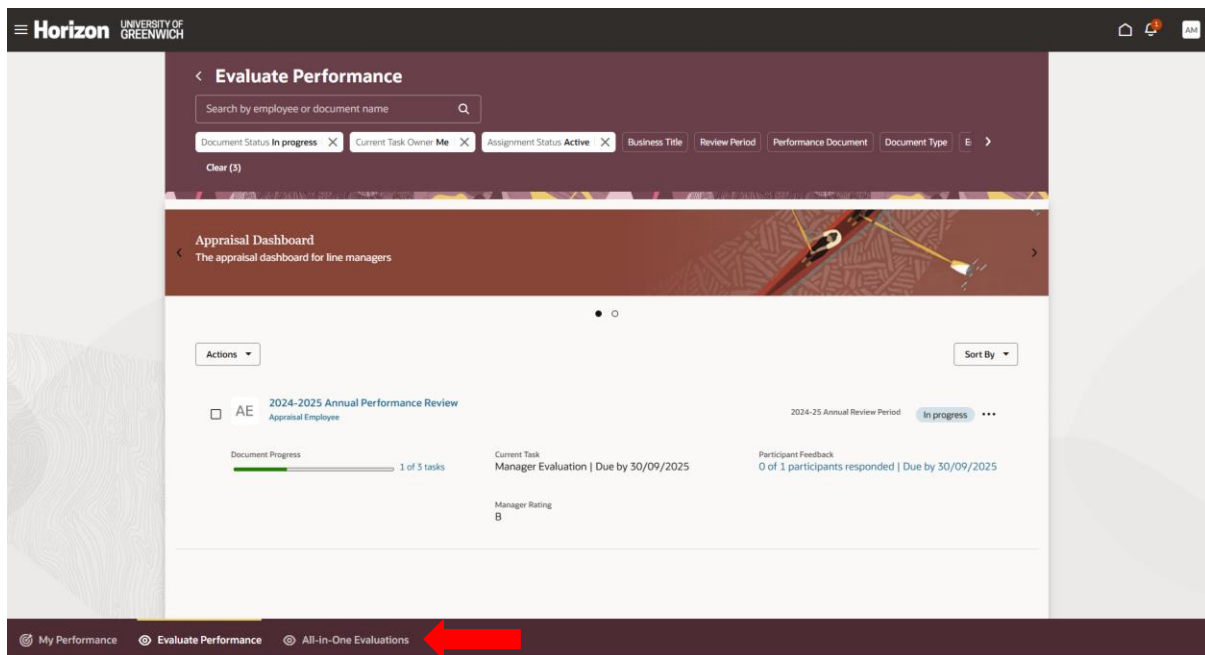 Horizon UNIVERSITY OF GREENWICH
1
AM
Evaluate Performance
Search by employee or document name
Document Status In progress
Current Task Owner Me
Assignment Status Active
Business Title
Review Period
Performance Document
Document Type
E
Clear (3)
Appraisal Dashboard
The appraisal dashboard for line managers
Actions
Sort By
AE
2024-2025 Annual Performance Review
Appraisal Employee
2024-25 Annual Review Period
In progress
Document Progress
1 of 3 tasks
Current Task
Manager Evaluation | Due by 30/09/2025
Participant Feedback
0 of 1 participants responded | Due by 30/09/2025
Manager Rating
B
My Performance
Evaluate Performance
All-in-One Evaluations